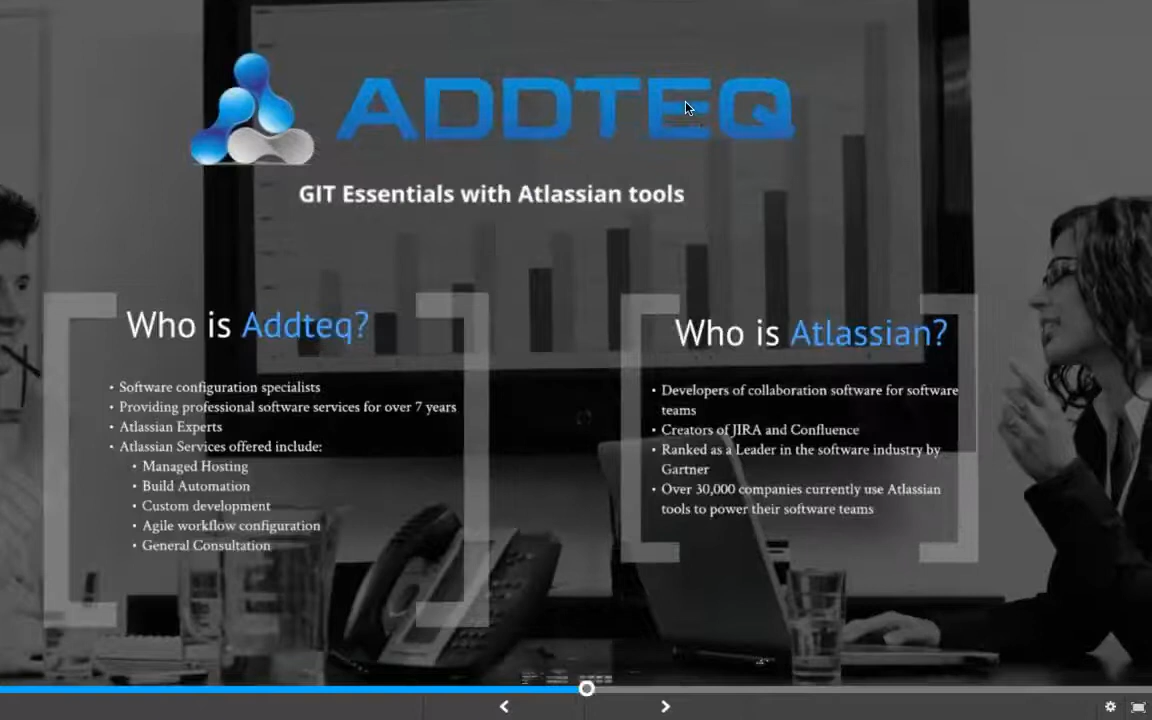 ADDTEQ
GIT Essentials with Atlassian tools
Who is Addteq?
• Software configuration specialists
• Providing professional software services for over 7 years
• Atlassian Experts
• Atlassian Services offered include:
• Managed Hosting
• Build Automation
• Custom development
• Agile workflow configuration
• General Consultation
Who is Atlassian?
• Developers of collaboration software for software
teams
• Creators of JIRA and Confluence
• Ranked as a Leader in the software industry by
Gartner
• Over 30,000 companies currently use Atlassian
tools to power their software teams